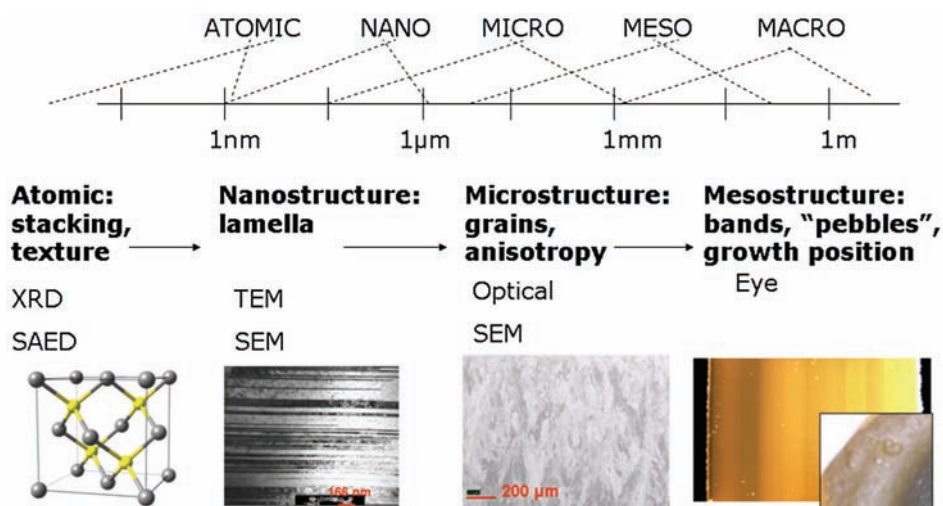 ATOMIC NANO MICRO MESO MACRO
1nm 1µm 1mm 1m
Atomic:
stacking,
texture
Nanostructure:
lamella
Microstructure:
grains,
anisotropy
Mesostructure:
bands, “pebbles”,
growth position
XRD
SAED
TEM
SEM
Optical
SEM
Eye
166 nm
200 µm